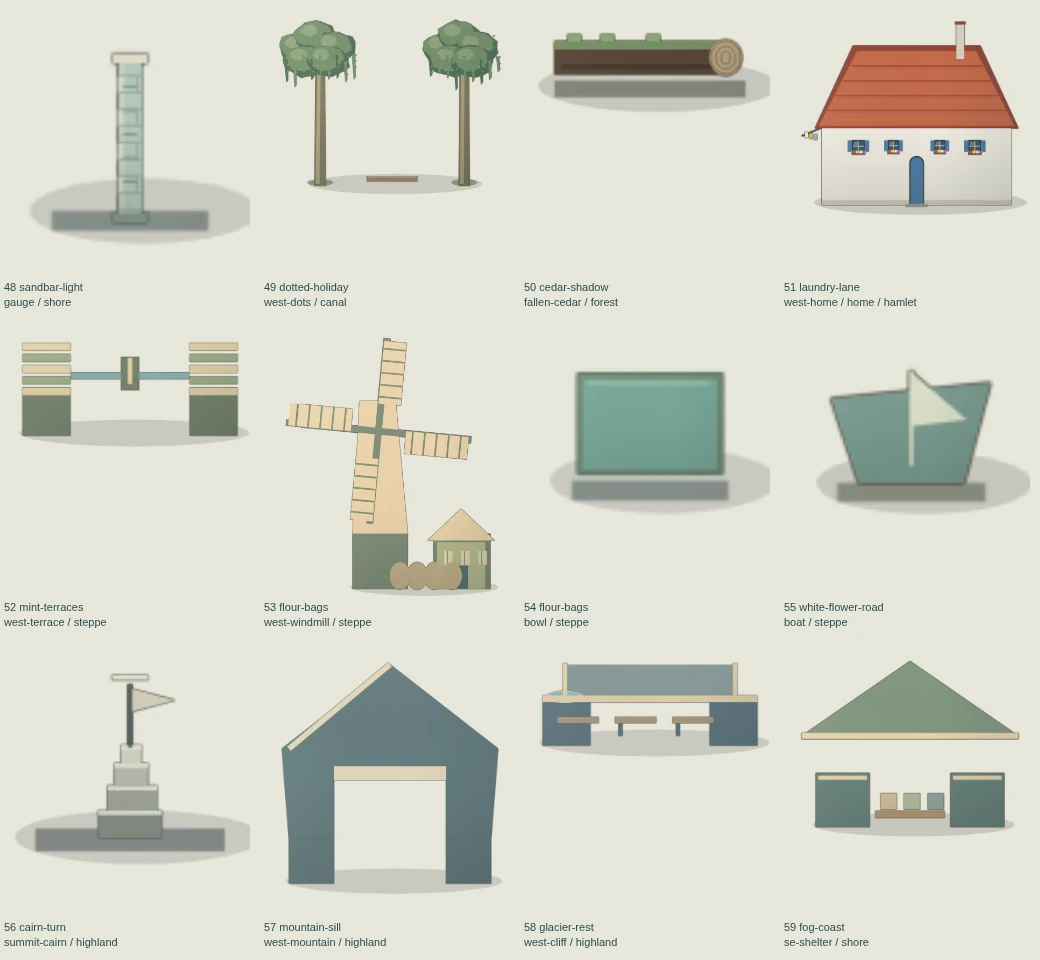 48 sandbar-light
gauge / shore
49 dotted-holiday
west-dots / canal
50 cedar-shadow
fallen-cedar / forest
51 laundry-lane
west-home / home / hamlet
52 mint-terraces
west-terrace / steppe
53 flour-bags
west-windmill / steppe
54 flour-bags
bowl / steppe
55 white-flower-road
boat / steppe
56 cairn-turn
summit-cairn / highland
57 mountain-sill
west-mountain / highland
58 glacier-rest
west-cliff / highland
59 fog-coast
se-shelter / shore